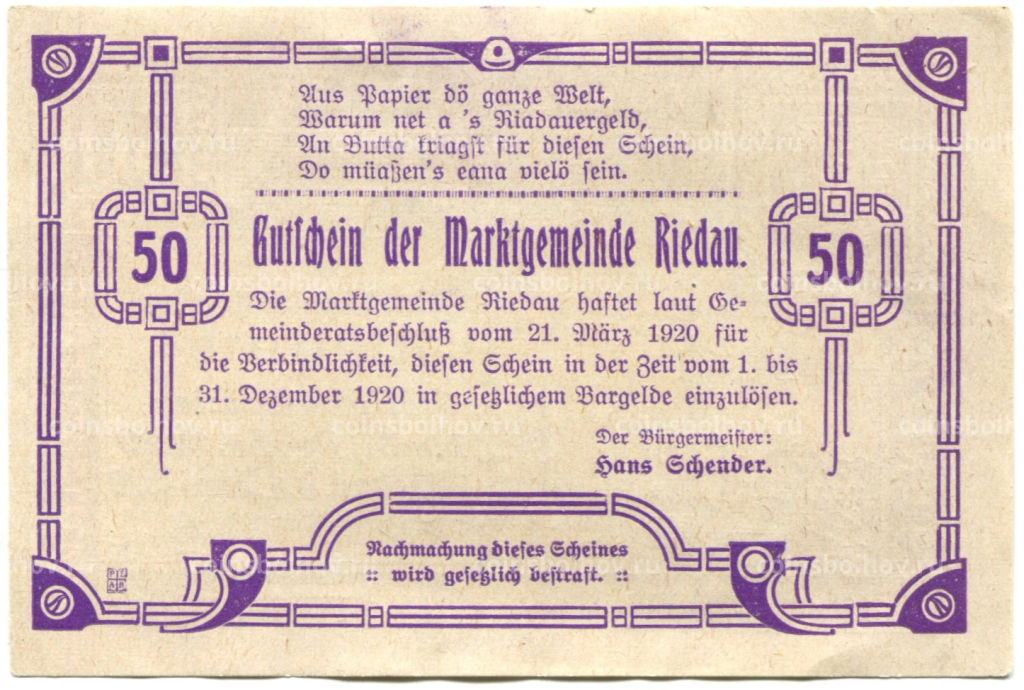 Aus Papier dö ganze Welt,
Warum net a 's Riadauergeld,
An Butta kriagst für diesen Schein,
Do müaßen's eana vielö sein.
Gutschein der Marktgemeinde Riedau.
50
50
Die Marktgemeinde Riedau haftet laut Ge-
meinderatsbeschluß vom 21. März 1920 für
die Verbindlichkeit, diesen Schein in der Zeit vom 1. bis
31. Dezember 1920 in gesetzlichem Bargelde einzulösen.
Der Bürgermeister:
Hans Schender.
Nachmachung dieses Scheines
:: wird gesetzlich bestraft. ::
coinsbolhov.ru